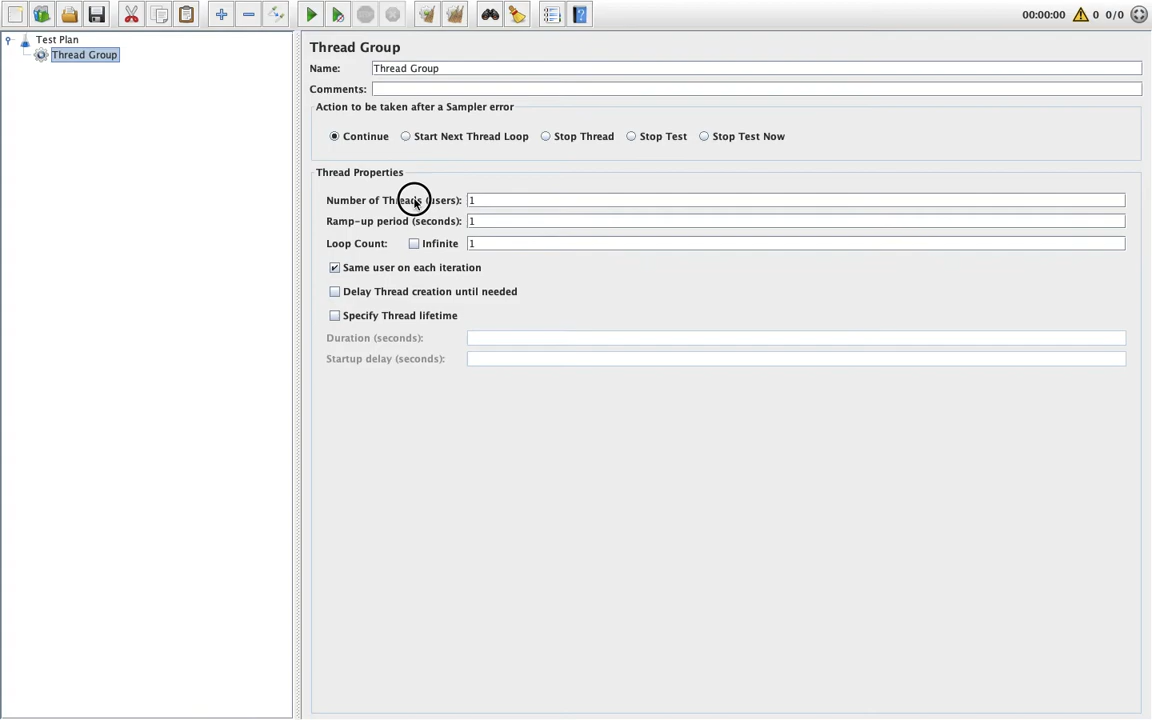 00:00:00 0 0/0
Test Plan
Thread Group
Thread Group
Name: Thread Group
Comments:
Action to be taken after a Sampler error
Continue Start Next Thread Loop Stop Thread Stop Test Stop Test Now
Thread Properties
Number of Threads (users): 1
Ramp-up period (seconds): 1
Loop Count: Infinite 1
Same user on each iteration
Delay Thread creation until needed
Specify Thread lifetime
Duration (seconds):
Startup delay (seconds):